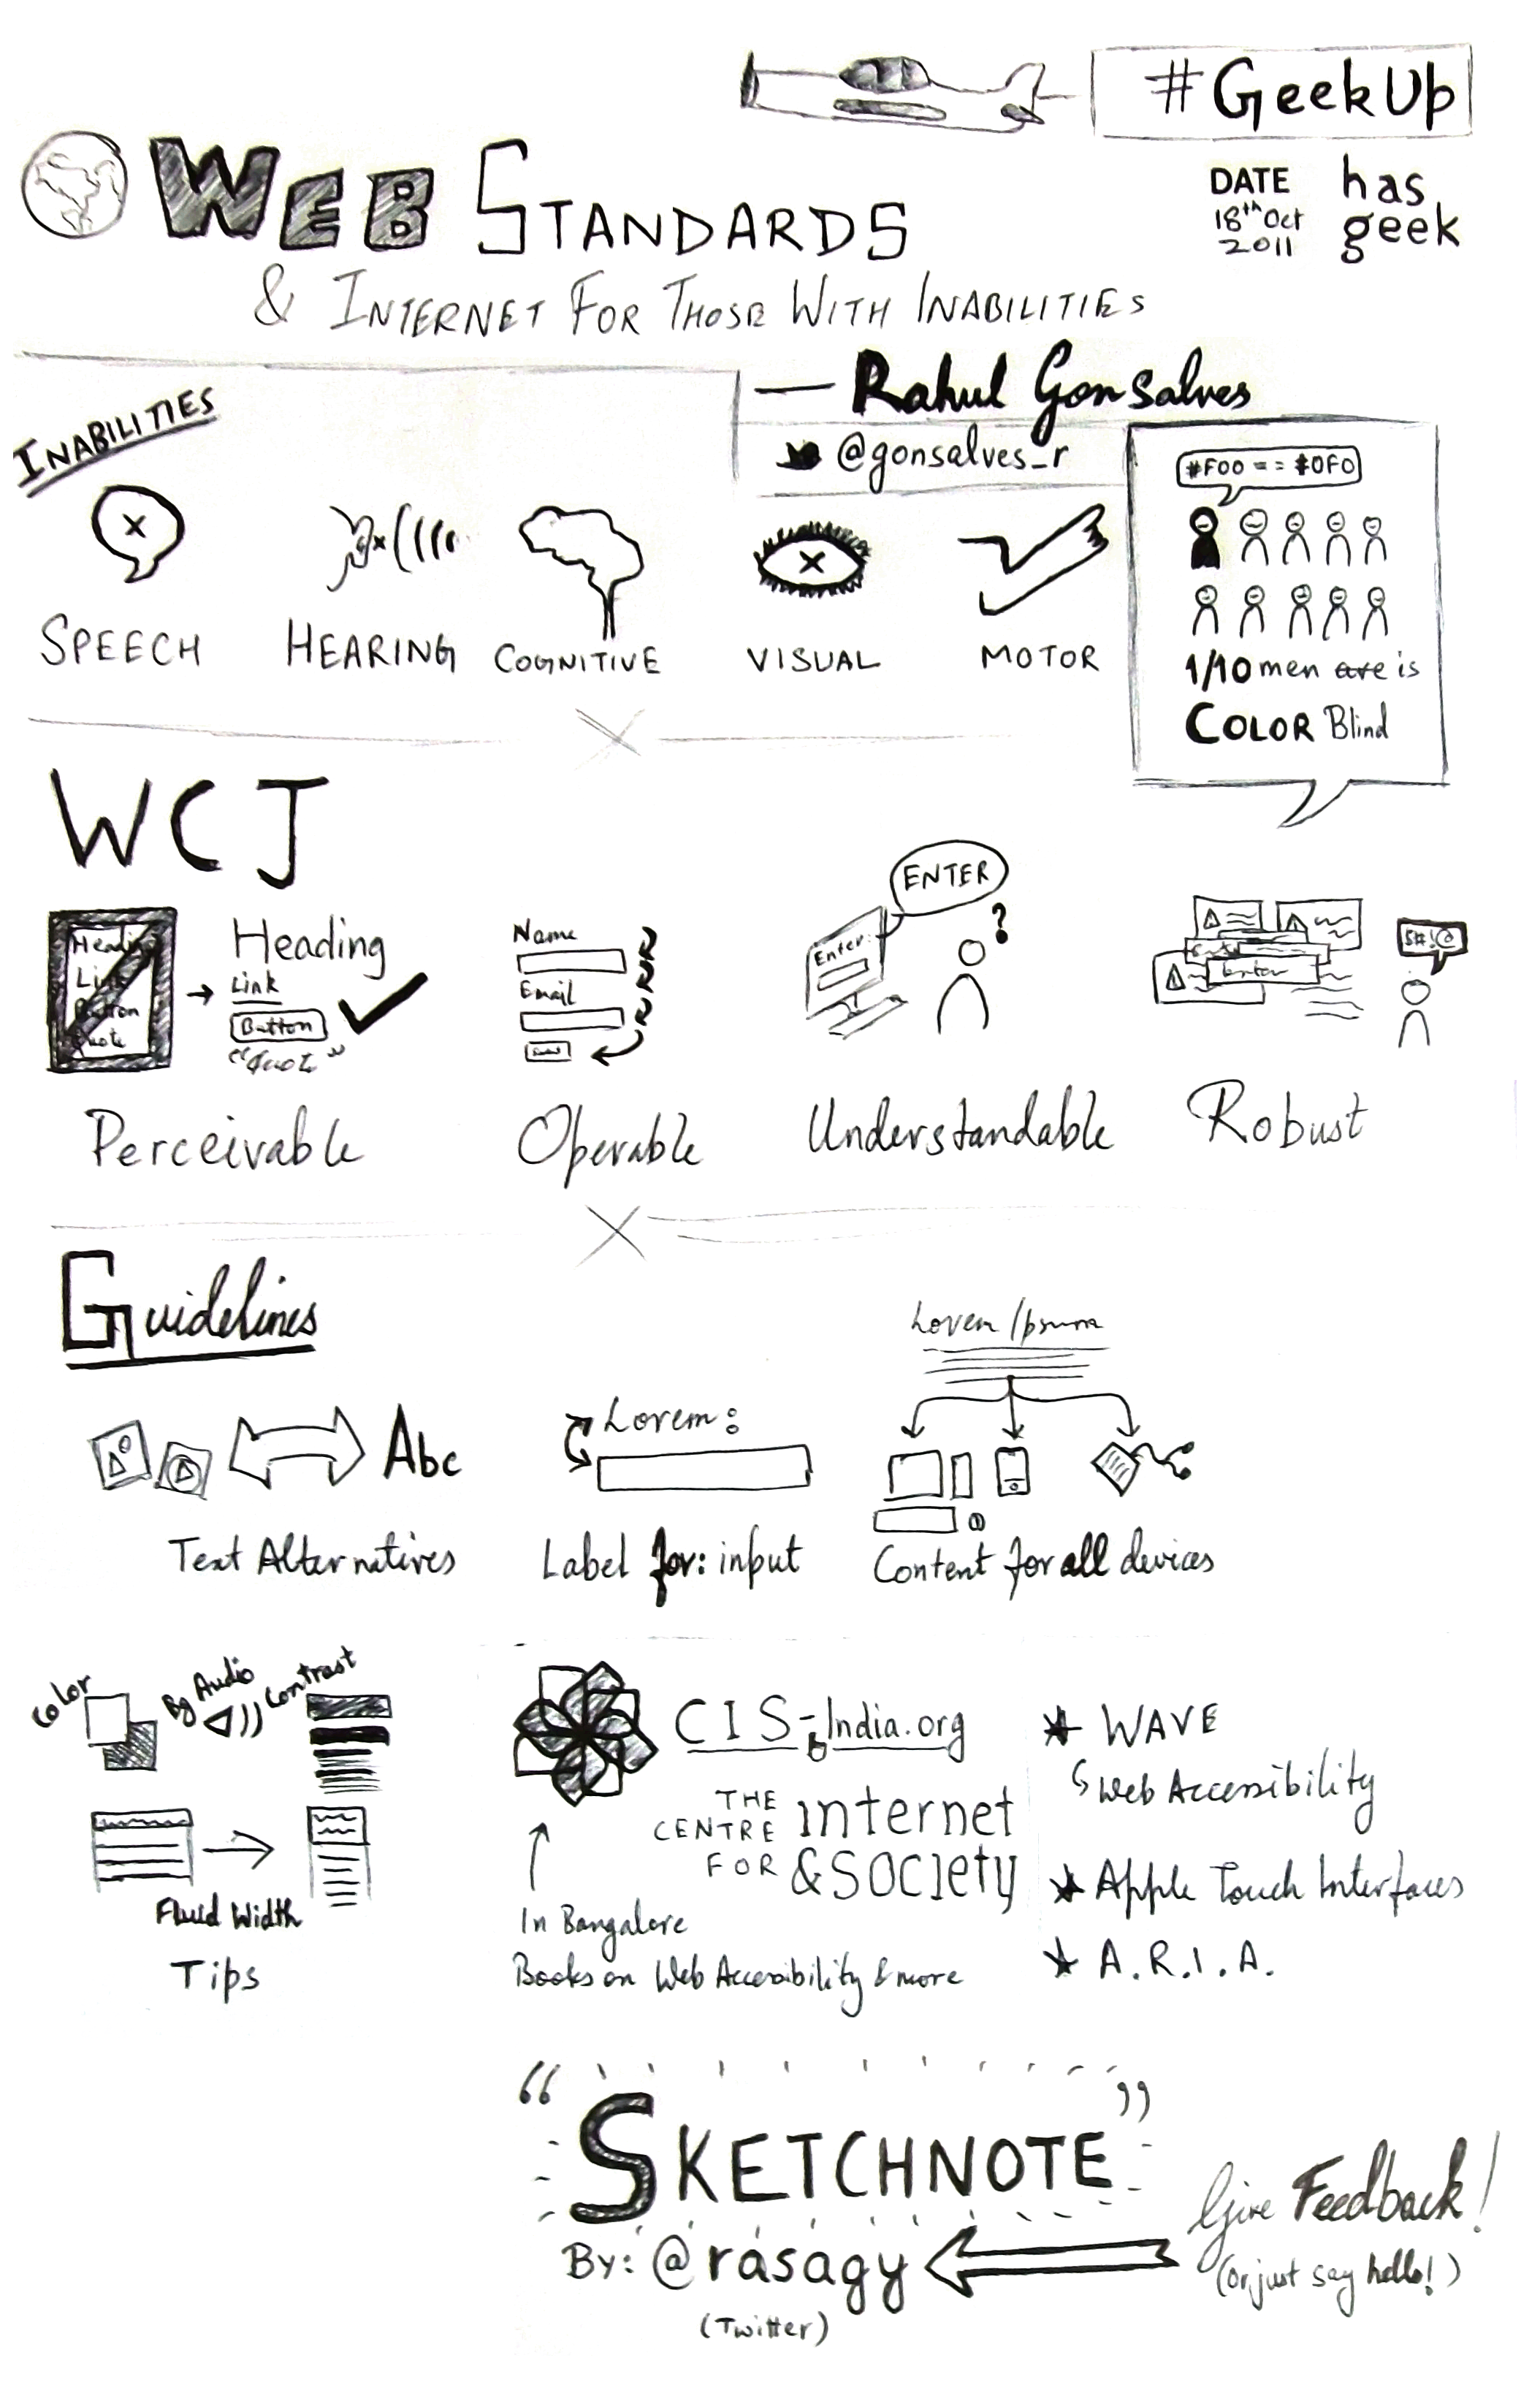 #GeekUp
DATE
18th Oct
2011
has
geek
WEB STANDARDS
& INTERNET FOR THOSE WITH INABILITIES
— Rahul Gonsalves
@gonsalves_r
INABILITIES
SPEECH
HEARING
COGNITIVE
VISUAL
MOTOR
#F00 == #0F0
1/10 men are is
COLOR Blind
WCJ
Heading
Link
Button
Quote
Heading
Link
Button
"Quote"
Perceivable
Name
Email
Operable
ENTER
Enter:
?
Understandable
Enter
$#!@
Robust
Guidelines
Abc
Text Alternatives
Lorem:
Label for: input
Lorem Ipsum
Content for all devices
Color
Bg Audio
Contrast
Fluid Width
Tips
CIS-India.org
THE
CENTRE
FOR
internet
& society
In Bangalore
Books on Web Accessibility & more
WAVE
Web Accessibility
Apple Touch Interfaces
A.R.I.A.
"SKETCHNOTE"
By: @rasagy
(Twitter)
Give Feedback!
(Or just say hello!)